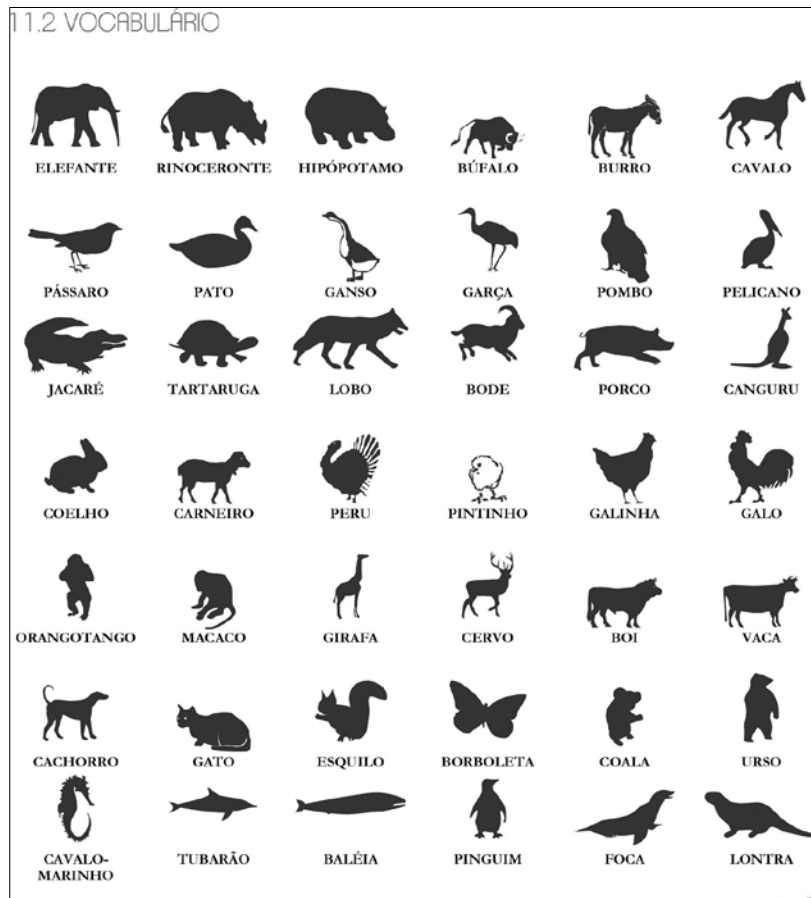 11.2 VOCABULÁRIO
ELEFANTE RINOCERONTE HIPÓPOTAMO BÚFALO BURRO CAVALO
PÁSSARO PATO GANSO GARÇA POMBO PELICANO
JACARÉ TARTARUGA LOBO BODE PORCO CANGURU
COELHO CARNEIRO PERU PINTINHO GALINHA GALO
ORANGOTANGO MACACO GIRAFA CERVO BOI VACA
CACHORRO GATO ESQUILO BORBOLETA COALA URSO
CAVALO-
MARINHO TUBARÃO BALÉIA PINGUIM FOCA LONTRA